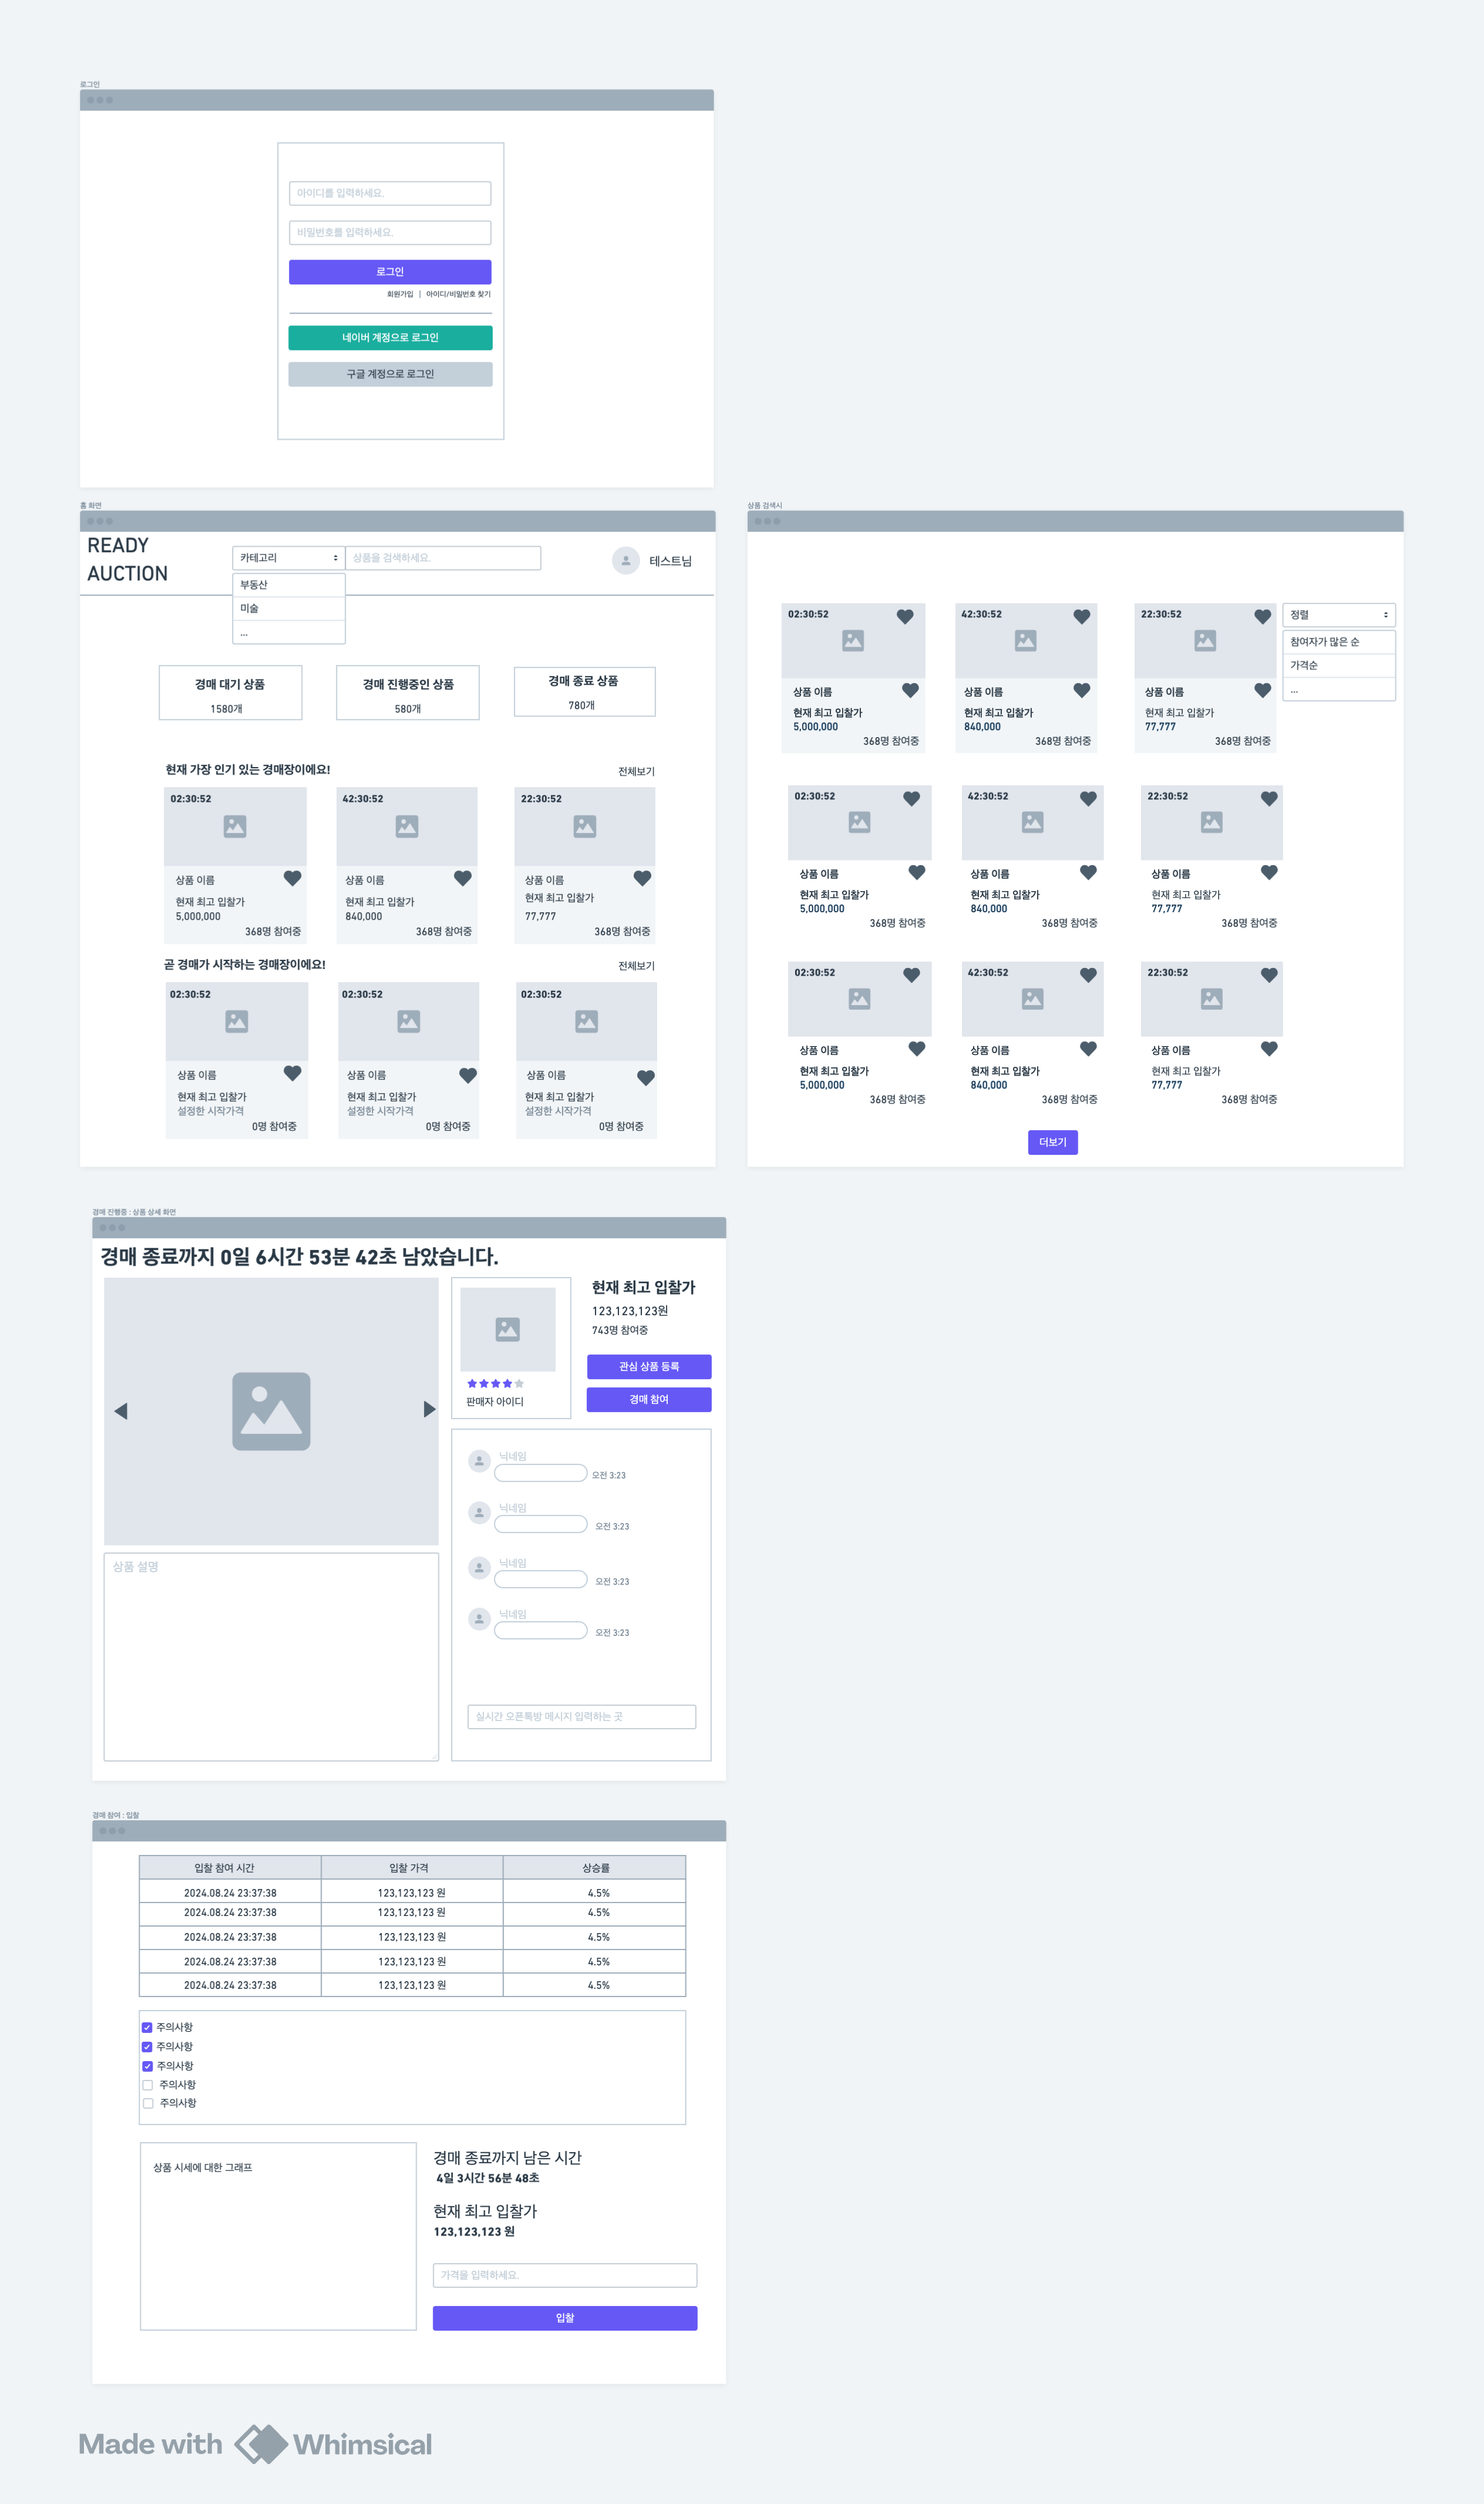 로그인
아이디를 입력하세요.
비밀번호를 입력하세요.
로그인
회원가입 | 아이디/비밀번호 찾기
네이버 계정으로 로그인
구글 계정으로 로그인
홈 화면
READY
AUCTION
카테고리
상품을 검색하세요.
테스트님
부동산
미술
...
경매 대기 상품
1580개
경매 진행중인 상품
580개
경매 종료 상품
780개
현재 가장 인기 있는 경매장이에요!
전체보기
02:30:52
42:30:52
22:30:52
상품 이름
상품 이름
상품 이름
현재 최고 입찰가
현재 최고 입찰가
현재 최고 입찰가
5,000,000
840,000
77,777
368명 참여중
368명 참여중
368명 참여중
곧 경매가 시작하는 경매장이에요!
전체보기
02:30:52
02:30:52
02:30:52
상품 이름
상품 이름
상품 이름
현재 최고 입찰가
현재 최고 입찰가
현재 최고 입찰가
설정한 시작가격
설정한 시작가격
설정한 시작가격
0명 참여중
0명 참여중
0명 참여중
상품 검색시
02:30:52
42:30:52
22:30:52
정렬
참여자가 많은 순
가격순
...
상품 이름
상품 이름
상품 이름
현재 최고 입찰가
현재 최고 입찰가
현재 최고 입찰가
5,000,000
840,000
77,777
368명 참여중
368명 참여중
368명 참여중
02:30:52
42:30:52
22:30:52
상품 이름
상품 이름
상품 이름
현재 최고 입찰가
현재 최고 입찰가
현재 최고 입찰가
5,000,000
840,000
77,777
368명 참여중
368명 참여중
368명 참여중
02:30:52
42:30:52
22:30:52
상품 이름
상품 이름
상품 이름
현재 최고 입찰가
현재 최고 입찰가
현재 최고 입찰가
5,000,000
840,000
77,777
368명 참여중
368명 참여중
368명 참여중
더보기
경매 진행중 : 상품 상세 화면
경매 종료까지 0일 6시간 53분 42초 남았습니다.
판매자 아이디
현재 최고 입찰가
123,123,123원
743명 참여중
관심 상품 등록
경매 참여
상품 설명
닉네임
오전 3:23
닉네임
오전 3:23
닉네임
오전 3:23
닉네임
오전 3:23
실시간 오픈톡방 메시지 입력하는 곳
경매 참여 : 입찰
입찰 참여 시간
입찰 가격
상승률
2024.08.24 23:37:38
123,123,123 원
4.5%
2024.08.24 23:37:38
123,123,123 원
4.5%
2024.08.24 23:37:38
123,123,123 원
4.5%
2024.08.24 23:37:38
123,123,123 원
4.5%
2024.08.24 23:37:38
123,123,123 원
4.5%
주의사항
주의사항
주의사항
주의사항
주의사항
상품 시세에 대한 그래프
경매 종료까지 남은 시간
4일 3시간 56분 48초
현재 최고 입찰가
123,123,123 원
가격을 입력하세요.
입찰
Made with Whimsical